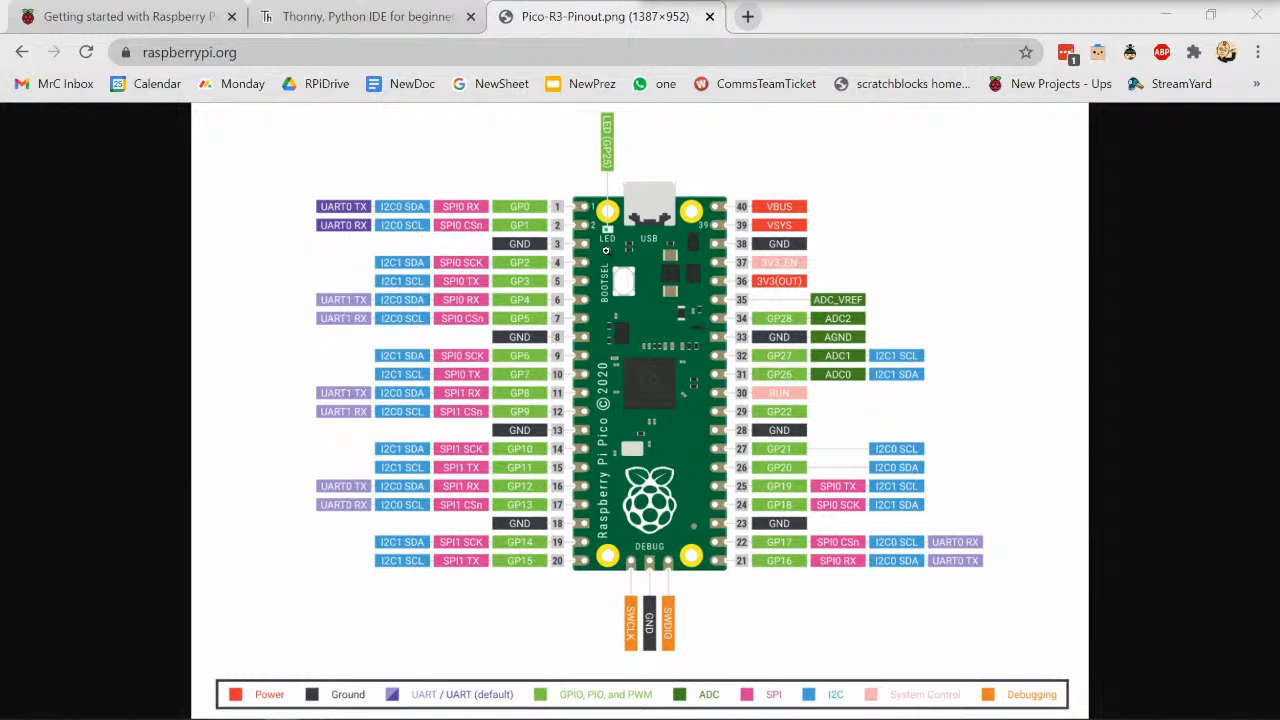 Getting started with Raspberry P
Thonny, Python IDE for beginner
Pico-R3-Pinout.png (1387×952)
raspberrypi.org
1
ABP
MrC Inbox
25 Calendar
Monday
RPiDrive
NewDoc
NewSheet
NewPrez
one
CommsTeamTicket
scratchblocks home...
New Projects - Ups
StreamYard
»
LED (GP25)
UART0 TX I2C0 SDA SPI0 RX GP0 1 1 40 VBUS
UART0 RX I2C0 SCL SPI0 CSn GP1 2 2 39 39 VSYS
LED USB
GND 3 38 GND
I2C1 SDA SPI0 SCK GP2 4 37 3V3_EN
BOOTSEL
I2C1 SCL SPI0 TX GP3 5 36 3V3(OUT)
UART1 TX I2C0 SDA SPI0 RX GP4 6 35 ADC_VREF
UART1 RX I2C0 SCL SPI0 CSn GP5 7 34 GP28 ADC2
GND 8 33 GND AGND
I2C1 SDA SPI0 SCK GP6 9 32 GP27 ADC1 I2C1 SCL
I2C1 SCL SPI0 TX GP7 10 31 GP26 ADC0 I2C1 SDA
UART1 TX I2C0 SDA SPI1 RX GP8 11 30 RUN
UART1 RX I2C0 SCL SPI1 CSn GP9 12 29 GP22
GND 13 28 GND
Raspberry Pi Pico © 2020
I2C1 SDA SPI1 SCK GP10 14 27 GP21 I2C0 SCL
I2C1 SCL SPI1 TX GP11 15 26 GP20 I2C0 SDA
UART0 TX I2C0 SDA SPI1 RX GP12 16 25 GP19 SPI0 TX I2C1 SCL
UART0 RX I2C0 SCL SPI1 CSn GP13 17 24 GP18 SPI0 SCK I2C1 SDA
GND 18 23 GND
I2C1 SDA SPI1 SCK GP14 19 22 GP17 SPI0 CSn I2C0 SCL UART0 RX
DEBUG
I2C1 SCL SPI1 TX GP15 20 21 GP16 SPI0 RX I2C0 SDA UART0 TX
SWCLK
GND
SWDIO
Power Ground UART / UART (default) GPIO, PIO, and PWM ADC SPI I2C System Control Debugging